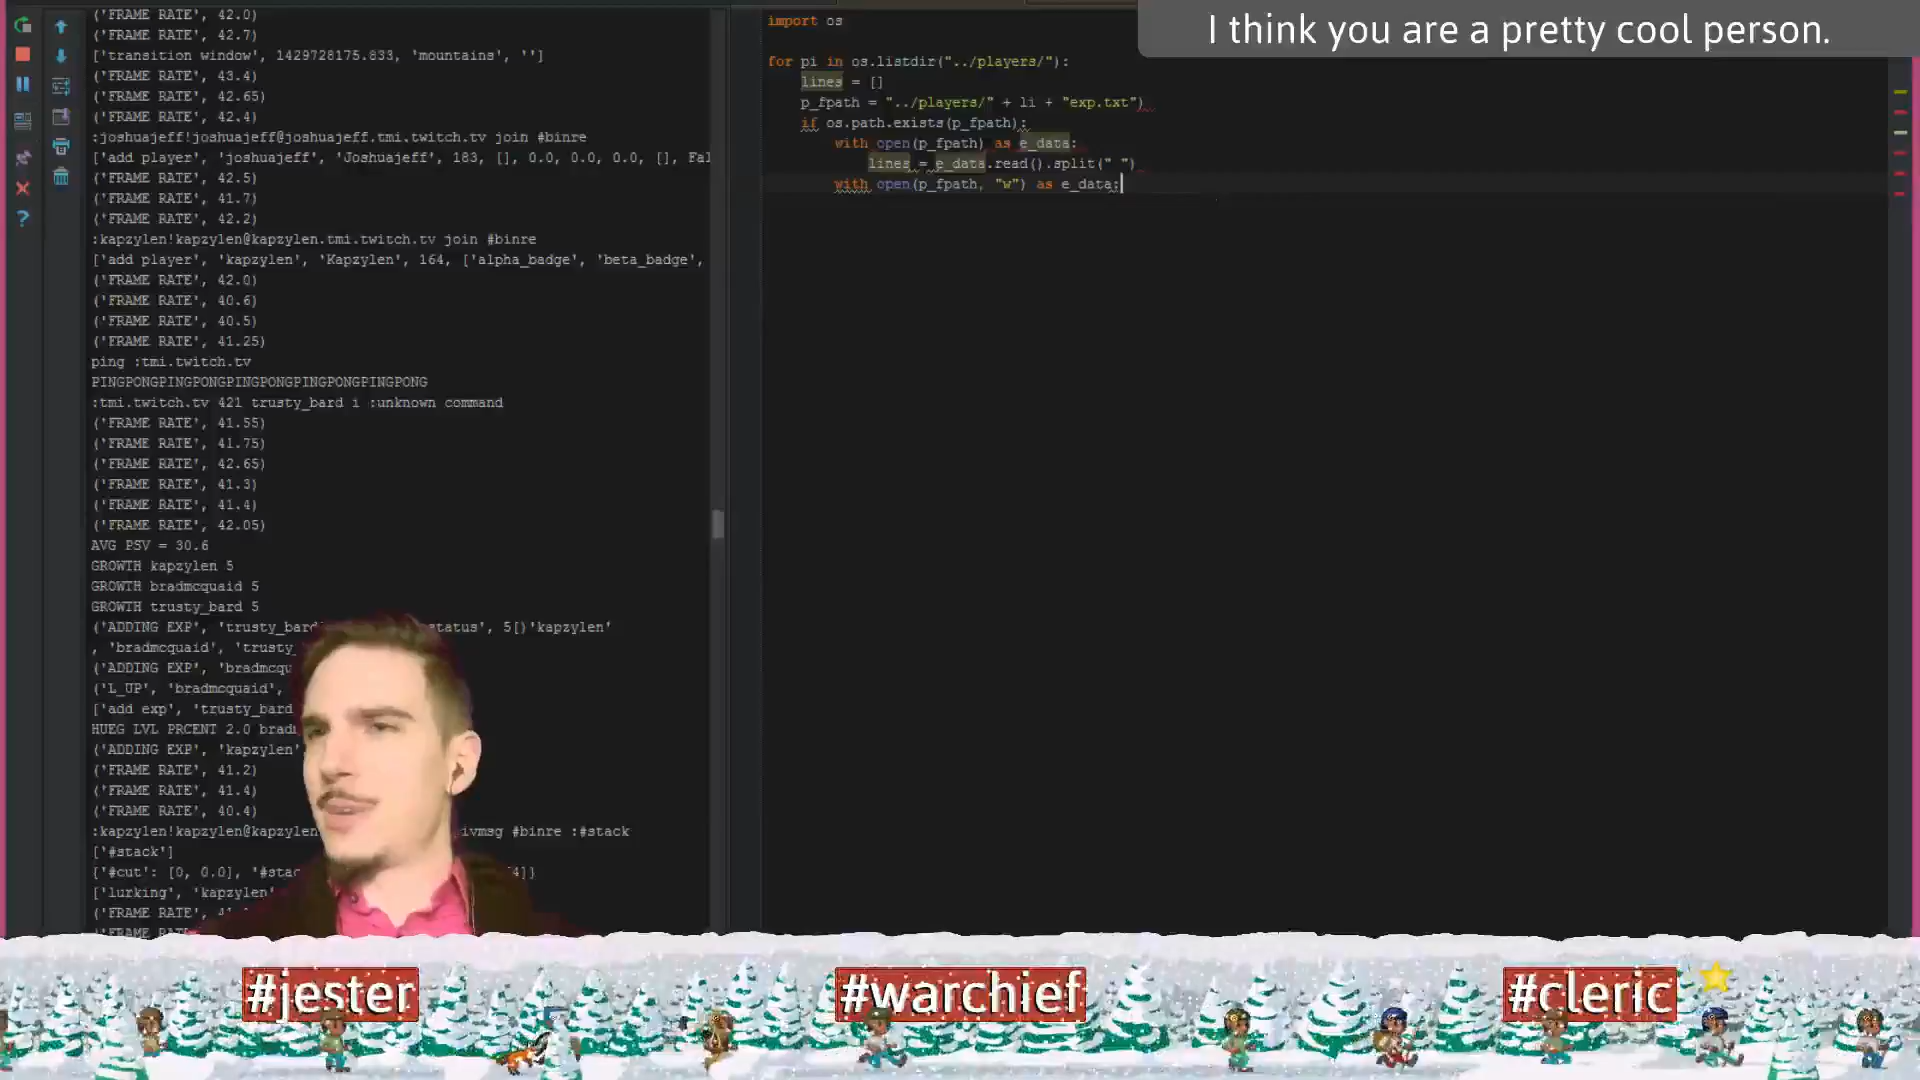 ('FRAME RATE', 42.0)
('FRAME RATE', 42.7)
['transition window', 1429728175.833, 'mountains', '']
('FRAME RATE', 43.4)
('FRAME RATE', 42.65)
('FRAME RATE', 42.4)
:joshuajeff!joshuajeff@joshuajeff.tmi.twitch.tv join #binre
['add player', 'joshuajeff', 'Joshuajeff', 183, [], 0.0, 0.0, 0.0, [], Fal
('FRAME RATE', 42.5)
('FRAME RATE', 41.7)
('FRAME RATE', 42.2)
:kapzylen!kapzylen@kapzylen.tmi.twitch.tv join #binre
['add player', 'kapzylen', 'Kapzylen', 164, ['alpha_badge', 'beta_badge',
('FRAME RATE', 42.0)
('FRAME RATE', 40.6)
('FRAME RATE', 40.5)
('FRAME RATE', 41.25)
ping :tmi.twitch.tv
PINGPONGPINGPONGPINGPONGPINGPONGPINGPONG
:tmi.twitch.tv 421 trusty_bard i :unknown command
('FRAME RATE', 41.55)
('FRAME RATE', 41.75)
('FRAME RATE', 42.65)
('FRAME RATE', 41.3)
('FRAME RATE', 41.4)
('FRAME RATE', 42.05)
AVG PSV = 30.6
GROWTH kapzylen 5
GROWTH bradmcquaid 5
GROWTH trusty_bard 5
('ADDING EXP', 'trusty_bard status', 5[)'kapzylen'
, 'bradmcquaid', 'trusty_
('ADDING EXP', 'bradmcqu
('L_UP', 'bradmcquaid',
['add exp', 'trusty_bard
HUEG LVL PRCENT 2.0 brad
('ADDING EXP', 'kapzylen'
('FRAME RATE', 41.2)
('FRAME RATE', 41.4)
('FRAME RATE', 40.4)
:kapzylen!kapzylen@kapzylen ivmsg #binre :#stack
['#stack']
{'#cut': [0, 0.0], '#stac 4]}
['lurking', 'kapzylen'
('FRAME RATE', 41.
('FRAME RATE
import os
for pi in os.listdir("../players/"):
lines = []
p_fpath = "../players/" + li + "exp.txt")
if os.path.exists(p_fpath):
with open(p_fpath) as e_data:
lines = e_data.read().split(" ")
with open(p_fpath, "w") as e_data:
I think you are a pretty cool person.
#jester
#warchief
#cleric